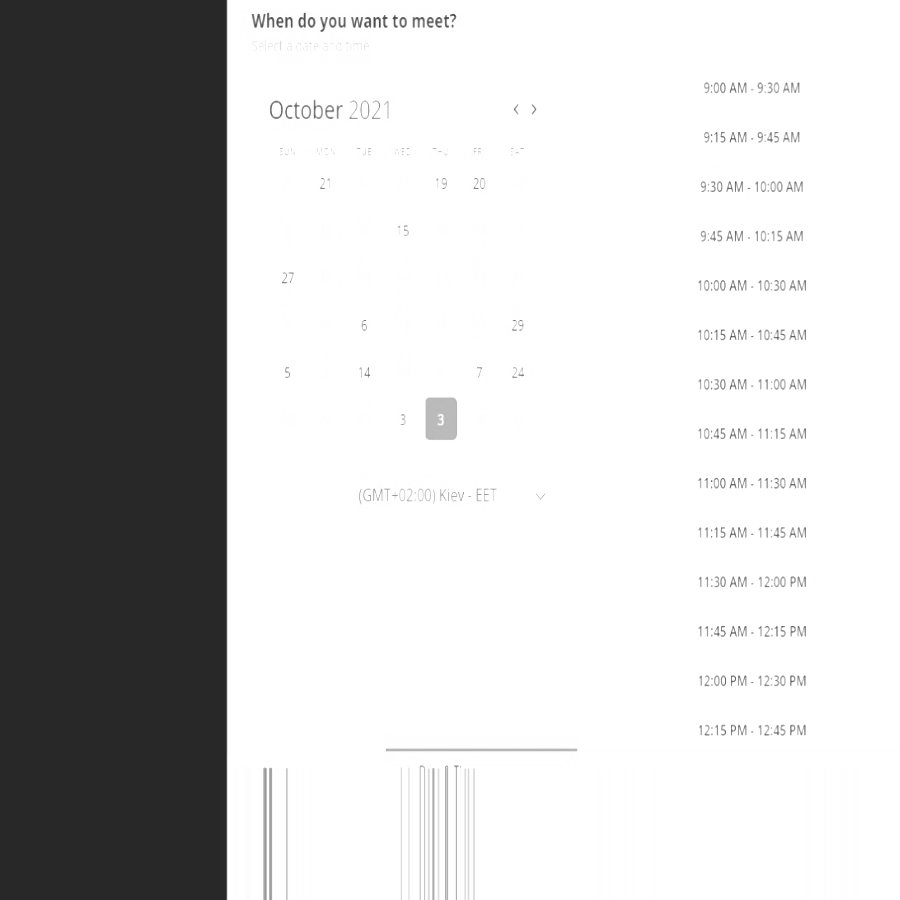 When do you want to meet?
Select a date and time
October 2021
SUN MON TUE WED THU FRI SAT
21 19 20
15
27
6 29
5 14 7 24
3 3
(GMT+02:00) Kiev - EET
9:00 AM - 9:30 AM
9:15 AM - 9:45 AM
9:30 AM - 10:00 AM
9:45 AM - 10:15 AM
10:00 AM - 10:30 AM
10:15 AM - 10:45 AM
10:30 AM - 11:00 AM
10:45 AM - 11:15 AM
11:00 AM - 11:30 AM
11:15 AM - 11:45 AM
11:30 AM - 12:00 PM
11:45 AM - 12:15 PM
12:00 PM - 12:30 PM
12:15 PM - 12:45 PM